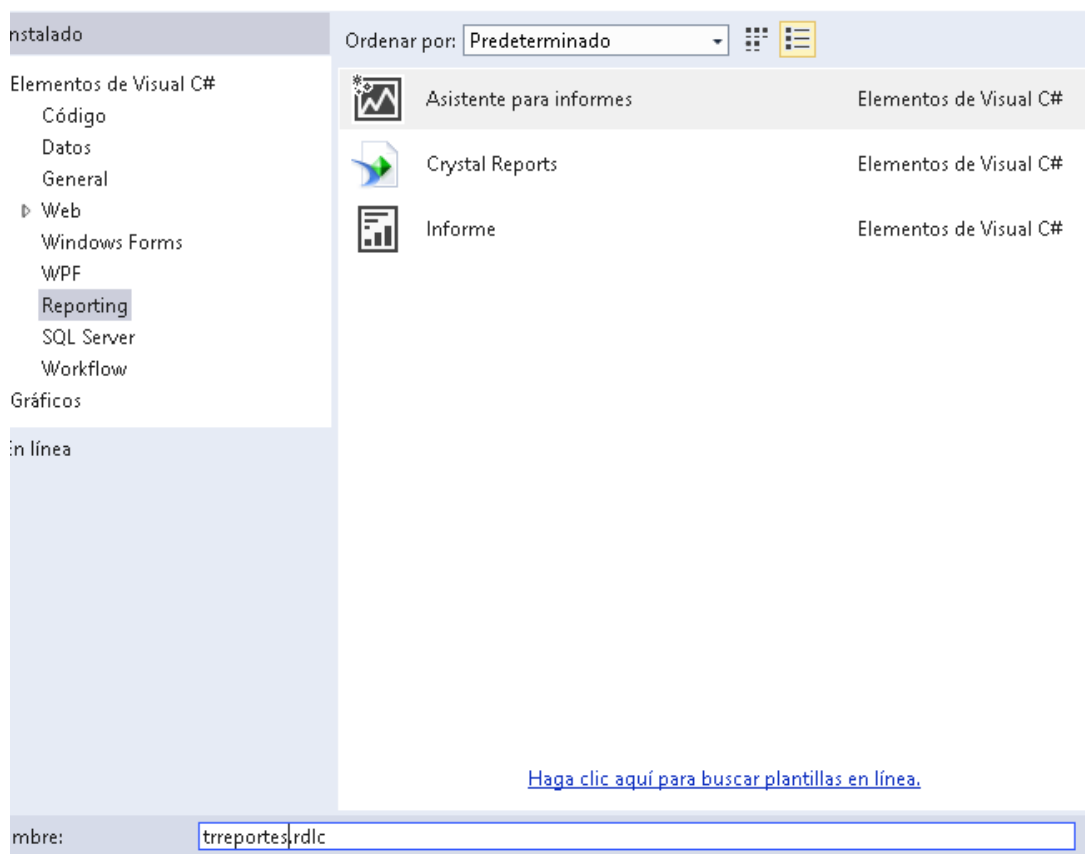 nstalado
Ordenar por: Predeterminado
Elementos de Visual C#
Código
Datos
General
Web
Windows Forms
WPF
Reporting
SQL Server
Workflow
Gráficos
En línea
Asistente para informes Elementos de Visual C#
Crystal Reports Elementos de Visual C#
Informe Elementos de Visual C#
Haga clic aquí para buscar plantillas en línea.
mbre: trreportes.rdlc